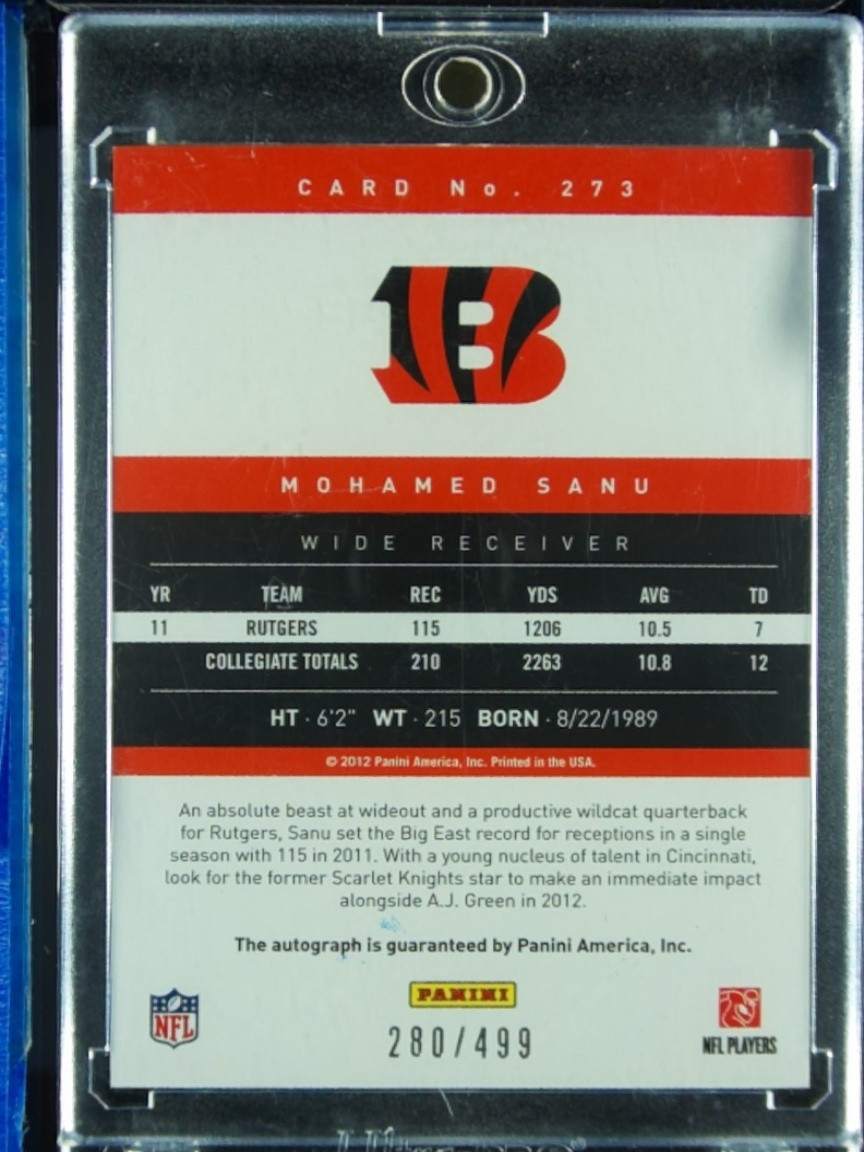 CARD No. 273
B
MOHAMED SANU
WIDE RECEIVER
YR TEAM REC YDS AVG TD
11 RUTGERS 115 1206 10.5 7
COLLEGIATE TOTALS 210 2263 10.8 12
HT · 6'2" WT · 215 BORN · 8/22/1989
© 2012 Panini America, Inc. Printed in the USA.
An absolute beast at wideout and a productive wildcat quarterback
for Rutgers, Sanu set the Big East record for receptions in a single
season with 115 in 2011. With a young nucleus of talent in Cincinnati,
look for the former Scarlet Knights star to make an immediate impact
alongside A.J. Green in 2012.
The autograph is guaranteed by Panini America, Inc.
PANINI
NFL
280/499
NFL PLAYERS